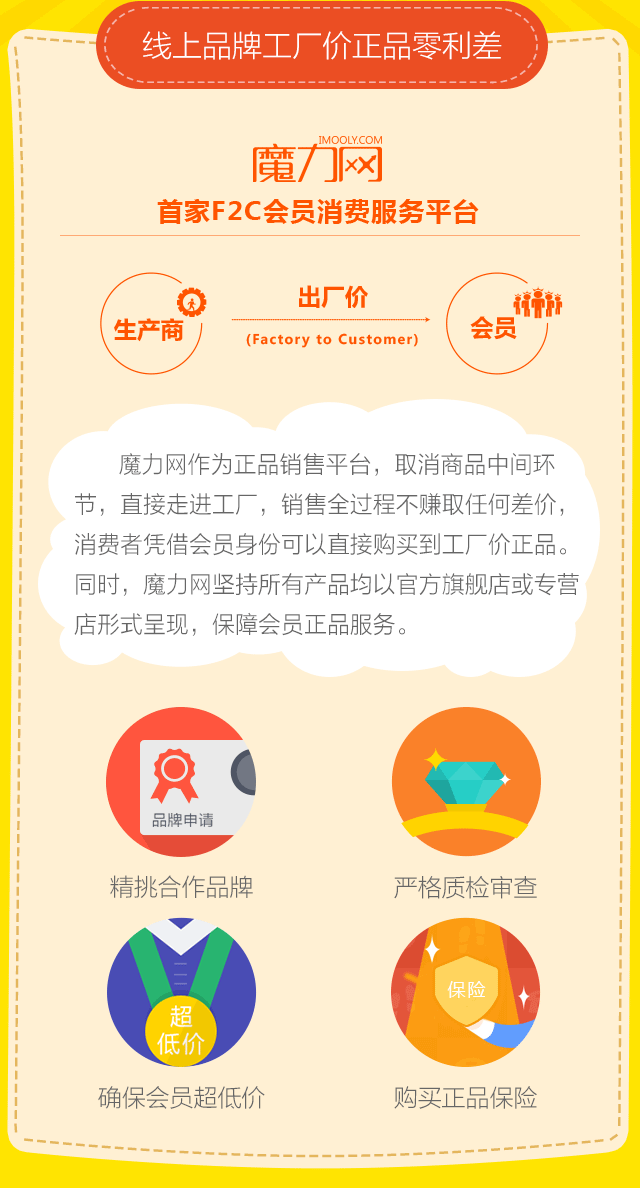 线上品牌工厂价正品零利差
IMOOLY.COM
魔力网
首家F2C会员消费服务平台
生产商
出厂价
(Factory to Customer)
会员
魔力网作为正品销售平台，取消商品中间环
节，直接走进工厂，销售全过程不赚取任何差价，
消费者凭借会员身份可以直接购买到工厂价正品。
同时，魔力网坚持所有产品均以官方旗舰店或专营
店形式呈现，保障会员正品服务。
品牌申请
精挑合作品牌
严格质检审查
超
低价
保险
确保会员超低价
购买正品保险